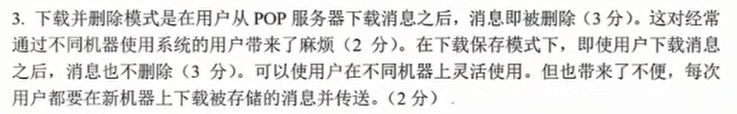 3. 下载并删除模式是在用户从 POP 服务器下载消息之后，消息即被删除（3 分）。这对经常
通过不同机器使用系统的用户带来了麻烦（2 分）。在下载保存模式下，即使用户下载消息
之后，消息也不删除（3 分）。可以使用户在不同机器上灵活使用。但也带来了不便，每次
用户都要在新机器上下载被存储的消息并传送。（2 分）